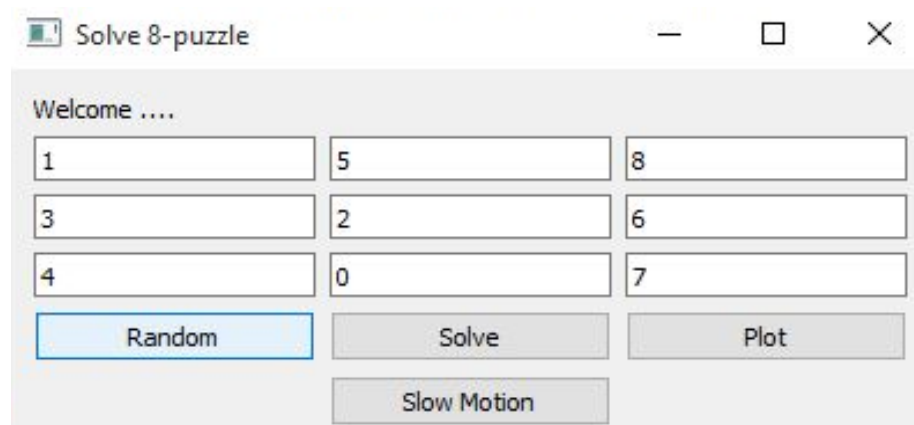 Solve 8-puzzle
Welcome ....
1 5 8
3 2 6
4 0 7
Random Solve Plot
Slow Motion